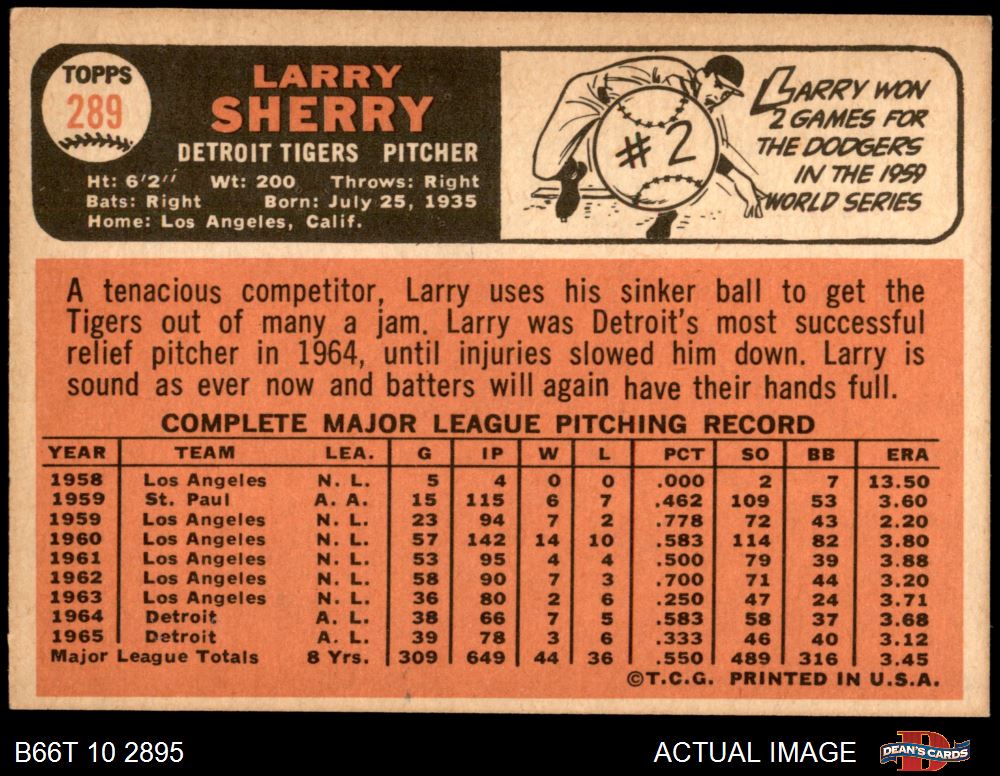 TOPPS
289
LARRY
SHERRY
DETROIT TIGERS PITCHER
Ht: 6'2" Wt: 200 Throws: Right
Bats: Right Born: July 25, 1935
Home: Los Angeles, Calif.
#2
LARRY WON
2 GAMES FOR
THE DODGERS
IN THE 1959
WORLD SERIES
A tenacious competitor, Larry uses his sinker ball to get the
Tigers out of many a jam. Larry was Detroit's most successful
relief pitcher in 1964, until injuries slowed him down. Larry is
sound as ever now and batters will again have their hands full.
COMPLETE MAJOR LEAGUE PITCHING RECORD
YEAR TEAM LEA. G IP W L PCT SO BB ERA
1958 Los Angeles N. L. 5 4 0 0 .000 2 7 13.50
1959 St. Paul A. A. 15 115 6 7 .462 109 53 3.60
1959 Los Angeles N. L. 23 94 7 2 .778 72 43 2.20
1960 Los Angeles N. L. 57 142 14 10 .583 114 82 3.80
1961 Los Angeles N. L. 53 95 4 4 .500 79 39 3.88
1962 Los Angeles N. L. 58 90 7 3 .700 71 44 3.20
1963 Los Angeles N. L. 36 80 2 6 .250 47 24 3.71
1964 Detroit A. L. 38 66 7 5 .583 58 37 3.68
1965 Detroit A. L. 39 78 3 6 .333 46 40 3.12
Major League Totals 8 Yrs. 309 649 44 36 .550 489 316 3.45
©T.C.G. PRINTED IN U.S.A.
B66T 10 2895 ACTUAL IMAGE
D
DEAN'S CARDS